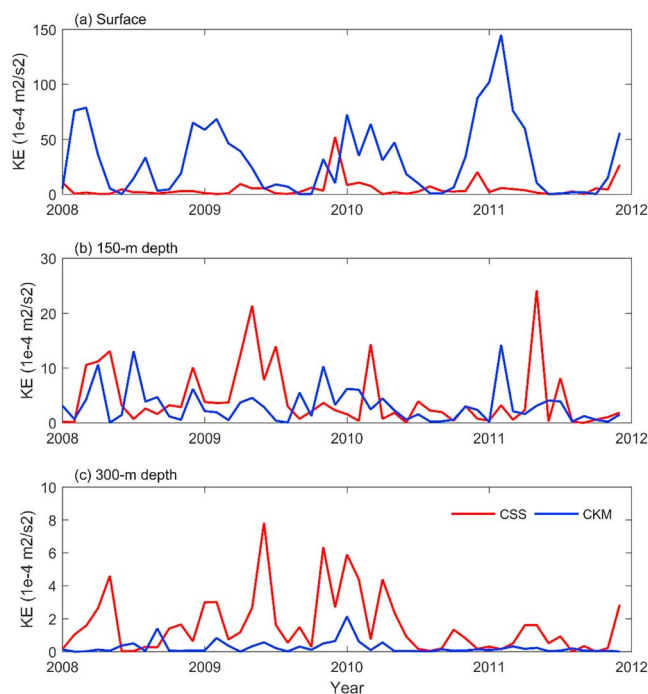 (a) Surface
150
100
50
0
KE (1e-4 m2/s2)
2008 2009 2010 2011 2012
(b) 150-m depth
30
20
10
0
KE (1e-4 m2/s2)
2008 2009 2010 2011 2012
(c) 300-m depth
10
8
6
4
2
0
KE (1e-4 m2/s2)
CSS CKM
2008 2009 2010 2011 2012
Year